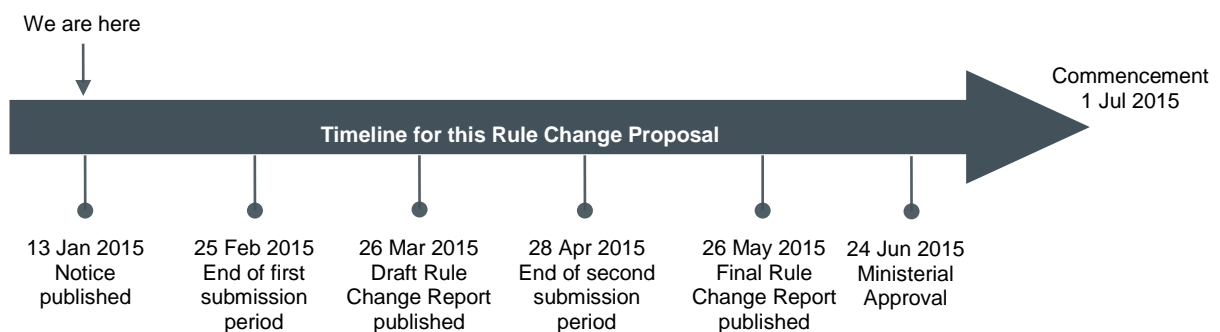 We are here
Commencement
1 Jul 2015
Timeline for this Rule Change Proposal
13 Jan 2015
Notice
published
25 Feb 2015
End of first
submission
period
26 Mar 2015
Draft Rule
Change Report
published
28 Apr 2015
End of second
submission
period
26 May 2015
Final Rule
Change Report
published
24 Jun 2015
Ministerial
Approval